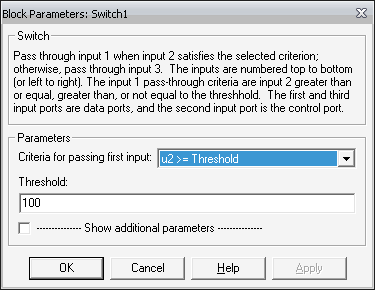 Block Parameters: Switch1
Switch
Pass through input 1 when input 2 satisfies the selected criterion;
otherwise, pass through input 3.  The inputs are numbered top to bottom
(or left to right).  The input 1 pass-through criteria are input 2 greater than
or equal, greater than, or not equal to the threshhold.  The first and third
input ports are data ports, and the second input port is the control port.
Parameters
Criteria for passing first input: u2 >= Threshold
Threshold:
100
-------------- Show additional parameters --------------
OK Cancel Help Apply